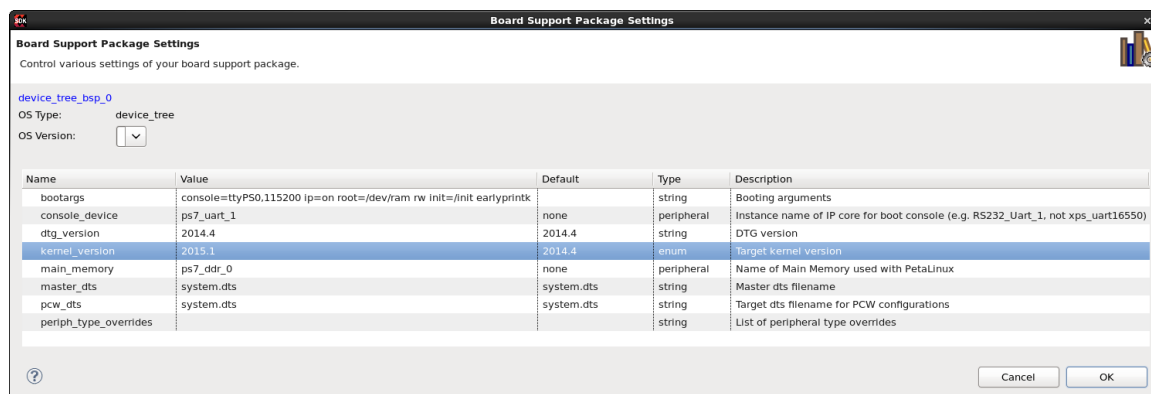 SDK Board Support Package Settings ×
Board Support Package Settings
Control various settings of your board support package.
device_tree_bsp_0
OS Type: device_tree
OS Version:
Name Value Default Type Description
bootargs console=ttyPS0,115200 ip=on root=/dev/ram rw init=/init earlyprintk string Booting arguments
console_device ps7_uart_1 none peripheral Instance name of IP core for boot console (e.g. RS232_Uart_1, not xps_uart16550)
dtg_version 2014.4 2014.4 string DTG version
kernel_version 2015.1 2014.4 enum Target kernel version
main_memory ps7_ddr_0 none peripheral Name of Main Memory used with PetaLinux
master_dts system.dts system.dts string Master dts filename
pcw_dts system.dts system.dts string Target dts filename for PCW configurations
periph_type_overrides string List of peripheral type overrides
? Cancel OK